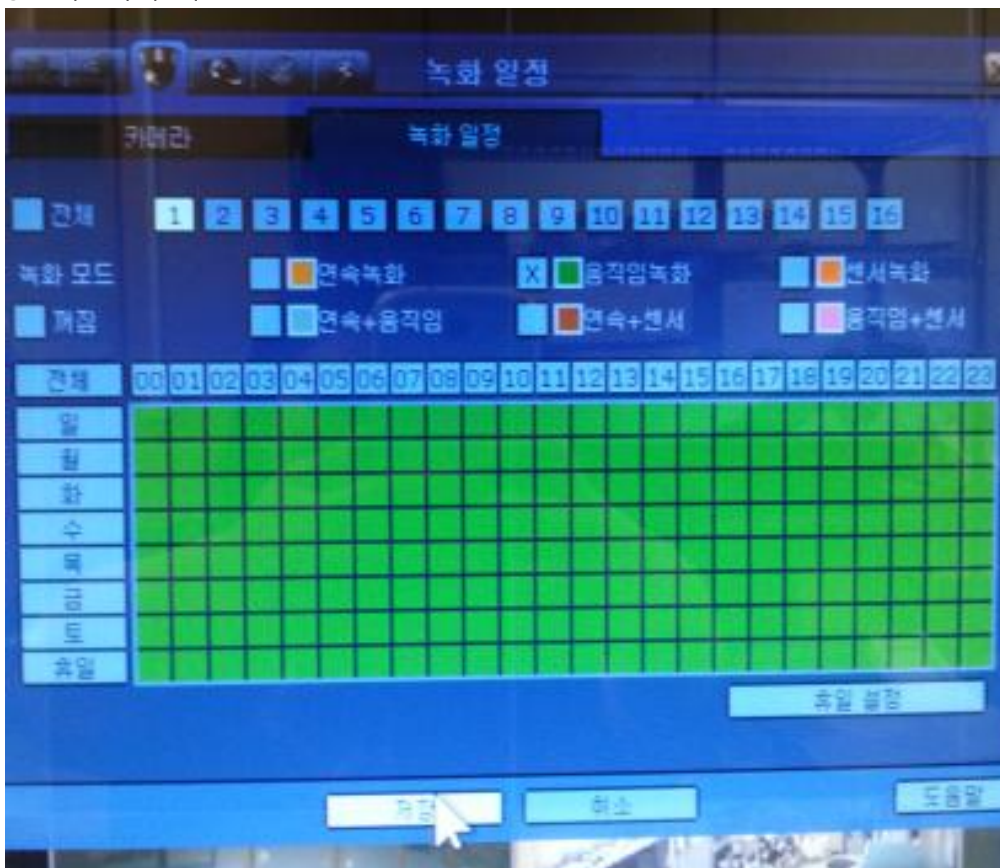 녹화 일정
카메라 녹화 일정
전체 1 2 3 4 5 6 7 8 9 10 11 12 13 14 15 16
녹화 모드 연속녹화 X 움직임녹화 센서녹화
꺼짐 연속+움직임 연속+센서 움직임+센서
전체 00 01 02 03 04 05 06 07 08 09 10 11 12 13 14 15 16 17 18 19 20 21 22 23
일
월
화
수
목
금
토
휴일
휴일 설정
취소